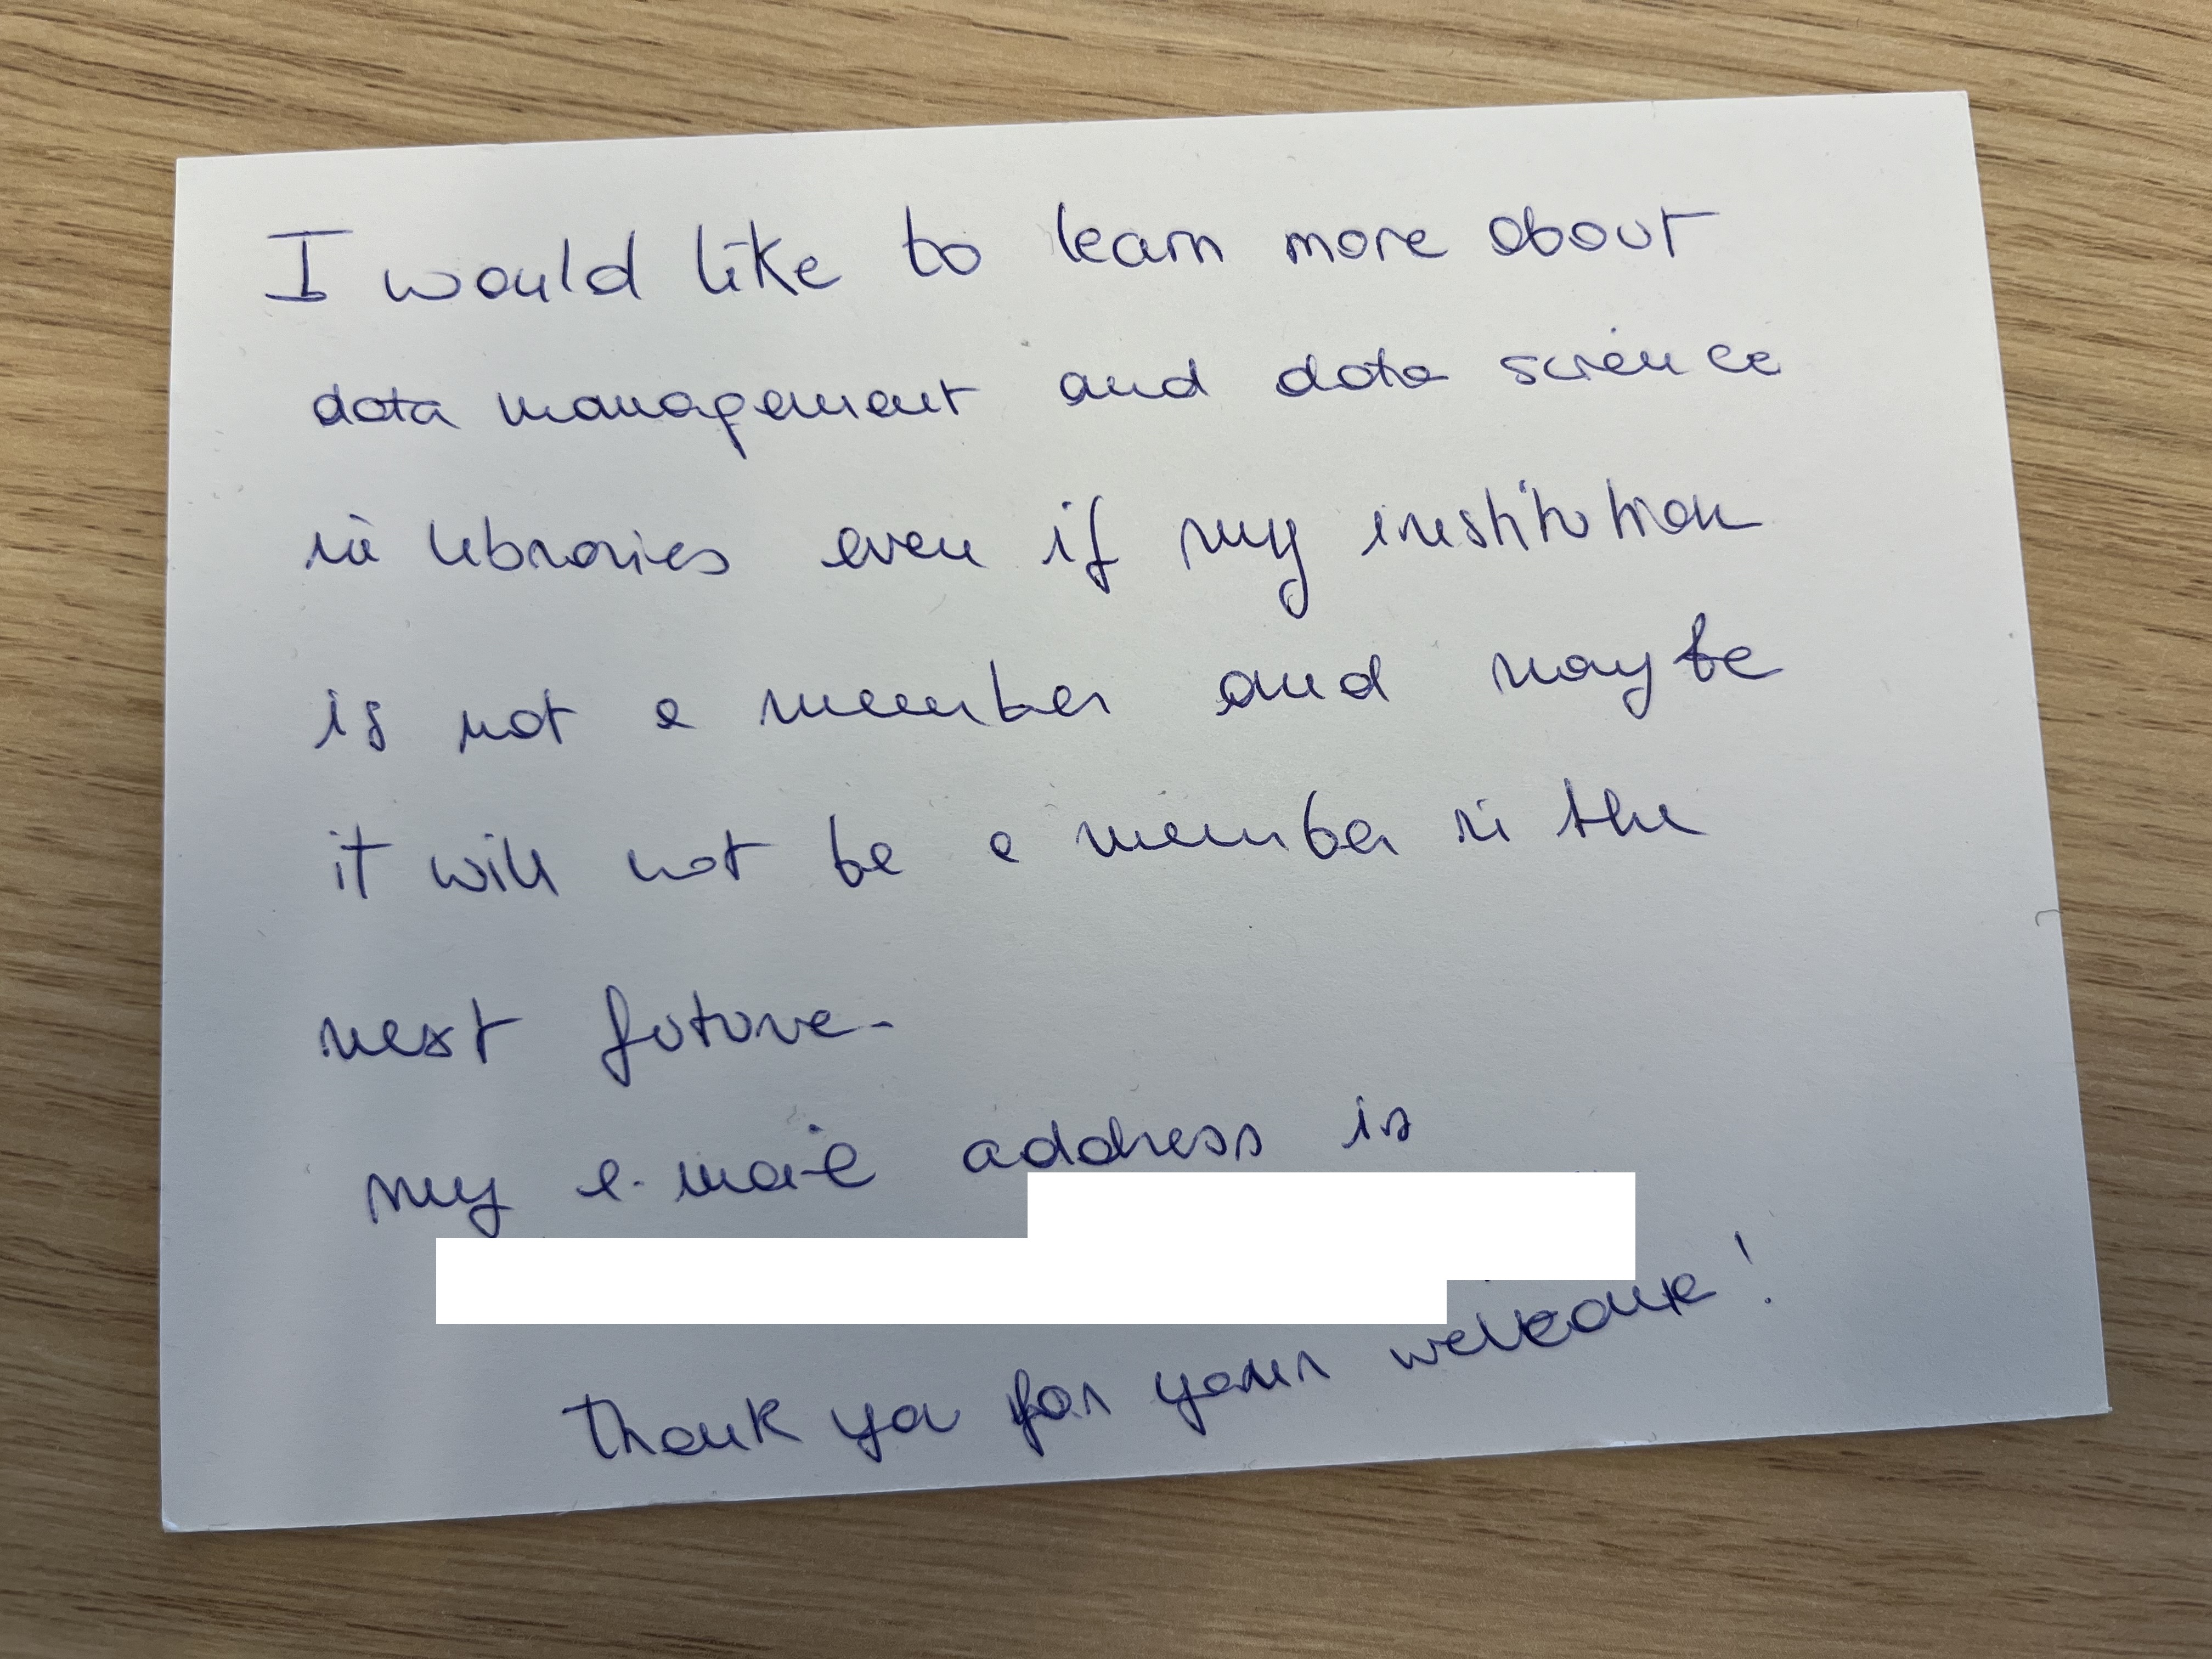 I would like to learn more about
data management and data science
in libraries even if my institution
is not a member and maybe
it will not be a member in the
next future.
my e-mail address is
thank you for your welcome!